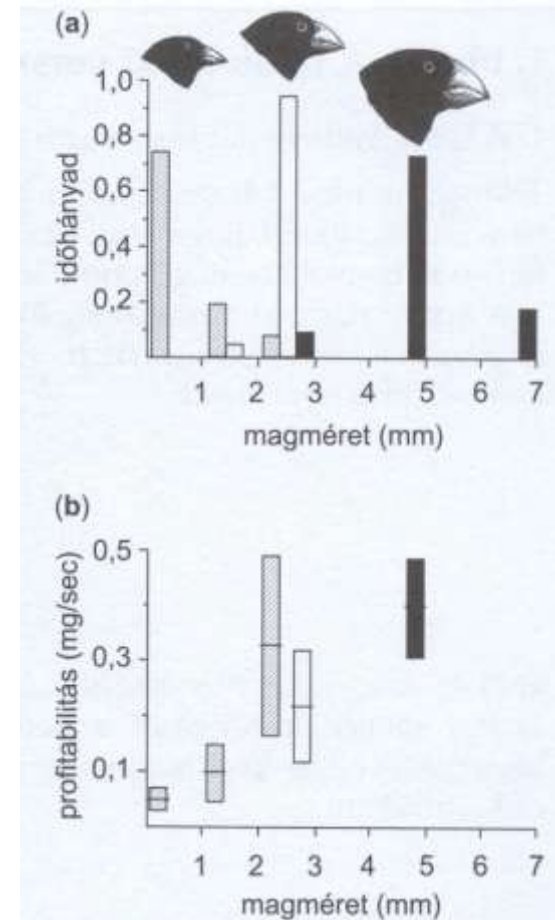 (a)
1,0
0,8
0,6
0,4
0,2
időhányad
1 2 3 4 5 6 7
magméret (mm)
(b)
0,5
0,3
0,1
profitabilitás (mg/sec)
1 2 3 4 5 6 7
magméret (mm)